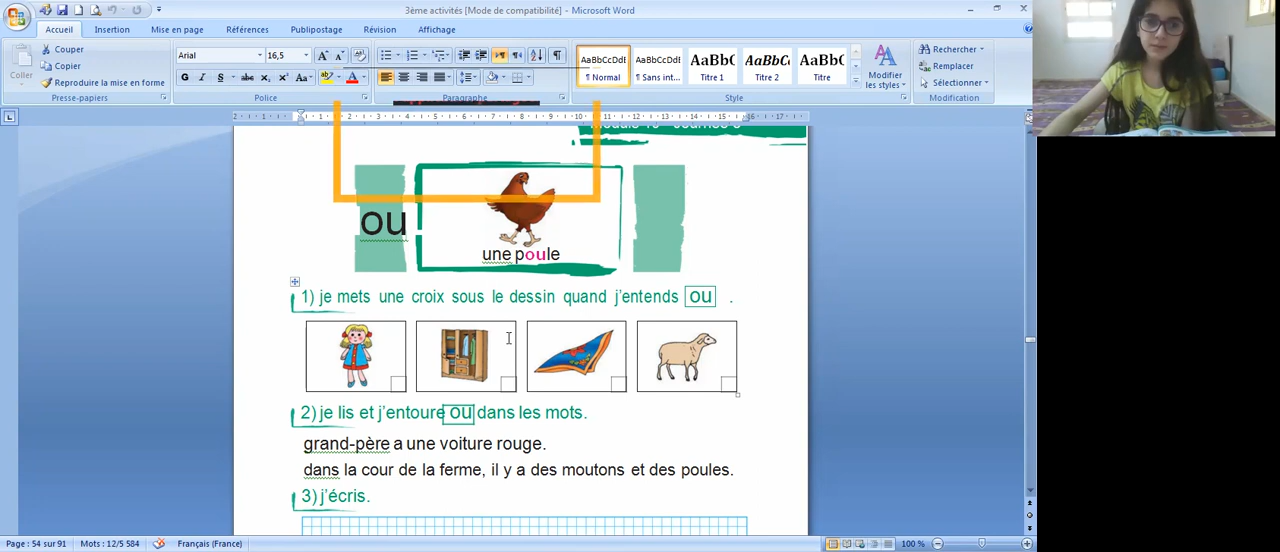 3ème activités [Mode de compatibilité] - Microsoft Word
Accueil Insertion Mise en page Références Publipostage Révision Affichage
Couper
Copier
Reproduire la mise en forme
Coller
Presse-papiers
Arial 16,5
Police
Paragraphe
AaBbCcDdE AaBbCcDdE AaBbC AaBbCc AaBbC
¶ Normal ¶ Sans int... Titre 1 Titre 2 Titre
Modifier les styles
Style
Rechercher
Remplacer
Sélectionner
Modification
ou
une poule
1) je mets une croix sous le dessin quand j'entends ou .
2) je lis et j'entoure ou dans les mots.
grand-père a une voiture rouge.
dans la cour de la ferme, il y a des moutons et des poules.
3) j'écris.
Page : 54 sur 91 Mots : 12/5 584 Français (France) 100 %